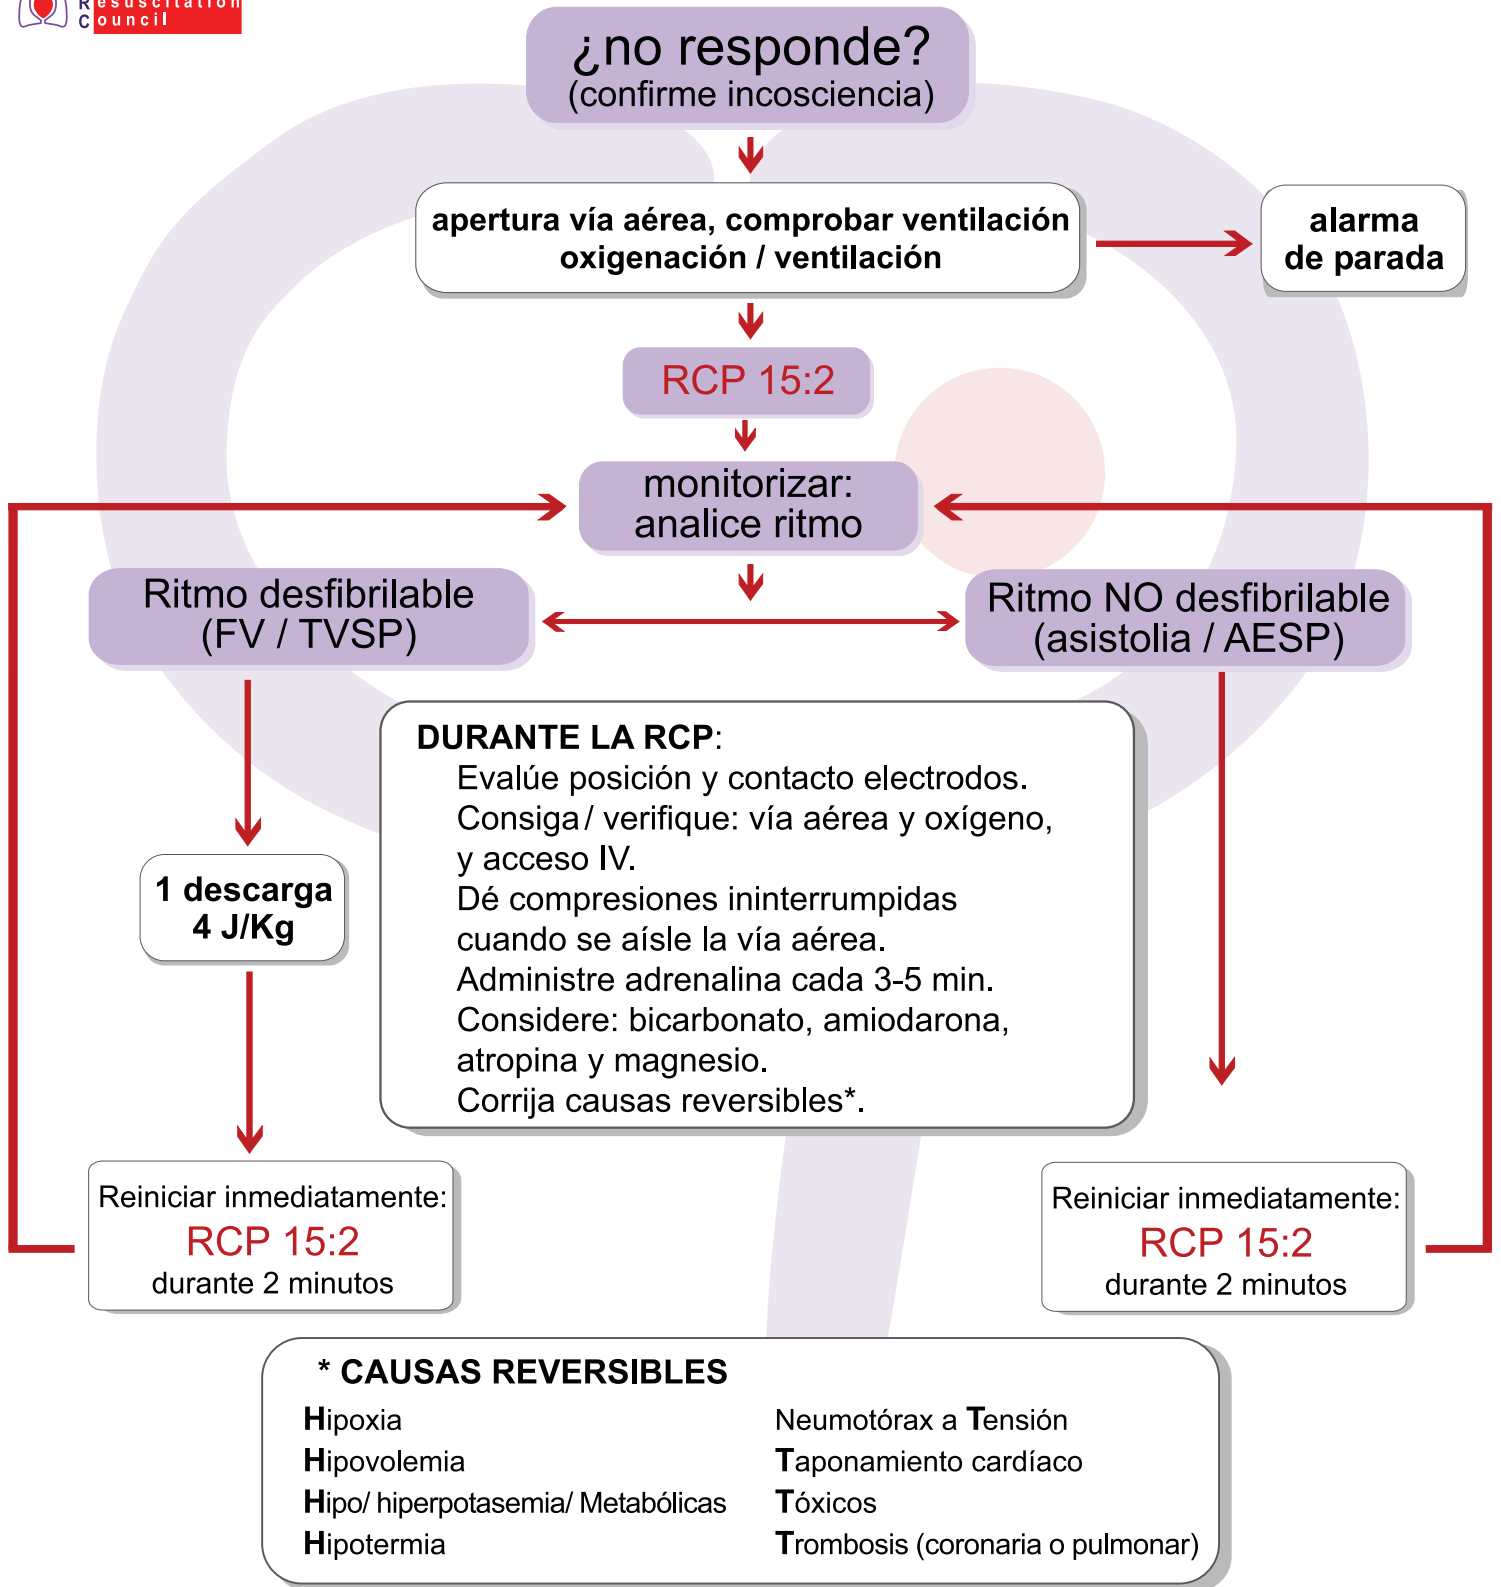 Resuscitation
Council
¿no responde?
(confirme incosciencia)
apertura vía aérea, comprobar ventilación
oxigenación / ventilación
alarma
de parada
RCP 15:2
monitorizar:
analice ritmo
Ritmo desfibrilable
(FV / TVSP)
Ritmo NO desfibrilable
(asistolia / AESP)
DURANTE LA RCP:
Evalúe posición y contacto electrodos.
Consiga/ verifique: vía aérea y oxígeno,
y acceso IV.
Dé compresiones ininterrumpidas
cuando se aísle la vía aérea.
Administre adrenalina cada 3-5 min.
Considere: bicarbonato, amiodarona,
atropina y magnesio.
Corrija causas reversibles*.
1 descarga
4 J/Kg
Reiniciar inmediatamente:
RCP 15:2
durante 2 minutos
Reiniciar inmediatamente:
RCP 15:2
durante 2 minutos
* CAUSAS REVERSIBLES
Hipoxia
Hipovolemia
Hipo/ hiperpotasemia/ Metabólicas
Hipotermia
Neumotórax a Tensión
Taponamiento cardíaco
Tóxicos
Trombosis (coronaria o pulmonar)